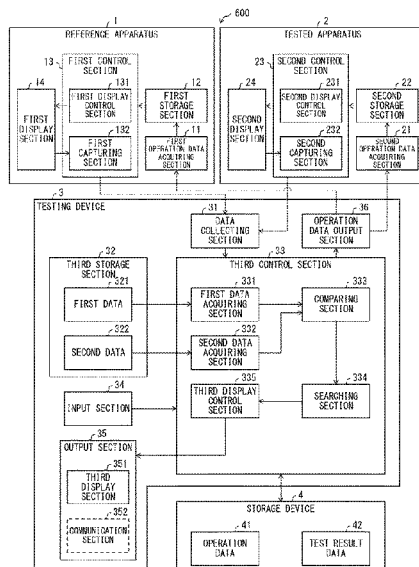 600
1
REFERENCE APPARATUS
2
TESTED APPARATUS
13
FIRST CONTROL
SECTION
14
FIRST DISPLAY
SECTION
131
FIRST DISPLAY
CONTROL
SECTION
132
FIRST
CAPTURING
SECTION
12
FIRST
STORAGE
SECTION
11
FIRST
OPERATION DATA
ACQUIRING SECTION
23
SECOND CONTROL
SECTION
24
SECOND
DISPLAY
SECTION
231
SECOND DISPLAY
CONTROL
SECTION
232
SECOND
CAPTURING
SECTION
22
SECOND
STORAGE
SECTION
21
SECOND
OPERATION DATA
ACQUIRING SECTION
3
TESTING DEVICE
31
DATA
COLLECTING
SECTION
36
OPERATION
DATA OUTPUT
SECTION
32
THIRD STORAGE
SECTION
321
FIRST DATA
322
SECOND DATA
33
THIRD CONTROL SECTION
331
FIRST DATA
ACQUIRING
SECTION
332
SECOND DATA
ACQUIRING
SECTION
333
COMPARING
SECTION
334
SEARCHING
SECTION
335
THIRD DISPLAY
CONTROL
SECTION
34
INPUT SECTION
35
OUTPUT SECTION
351
THIRD
DISPLAY
SECTION
352
COMMUNICATION
SECTION
4
STORAGE DEVICE
41
OPERATION
DATA
42
TEST RESULT
DATA